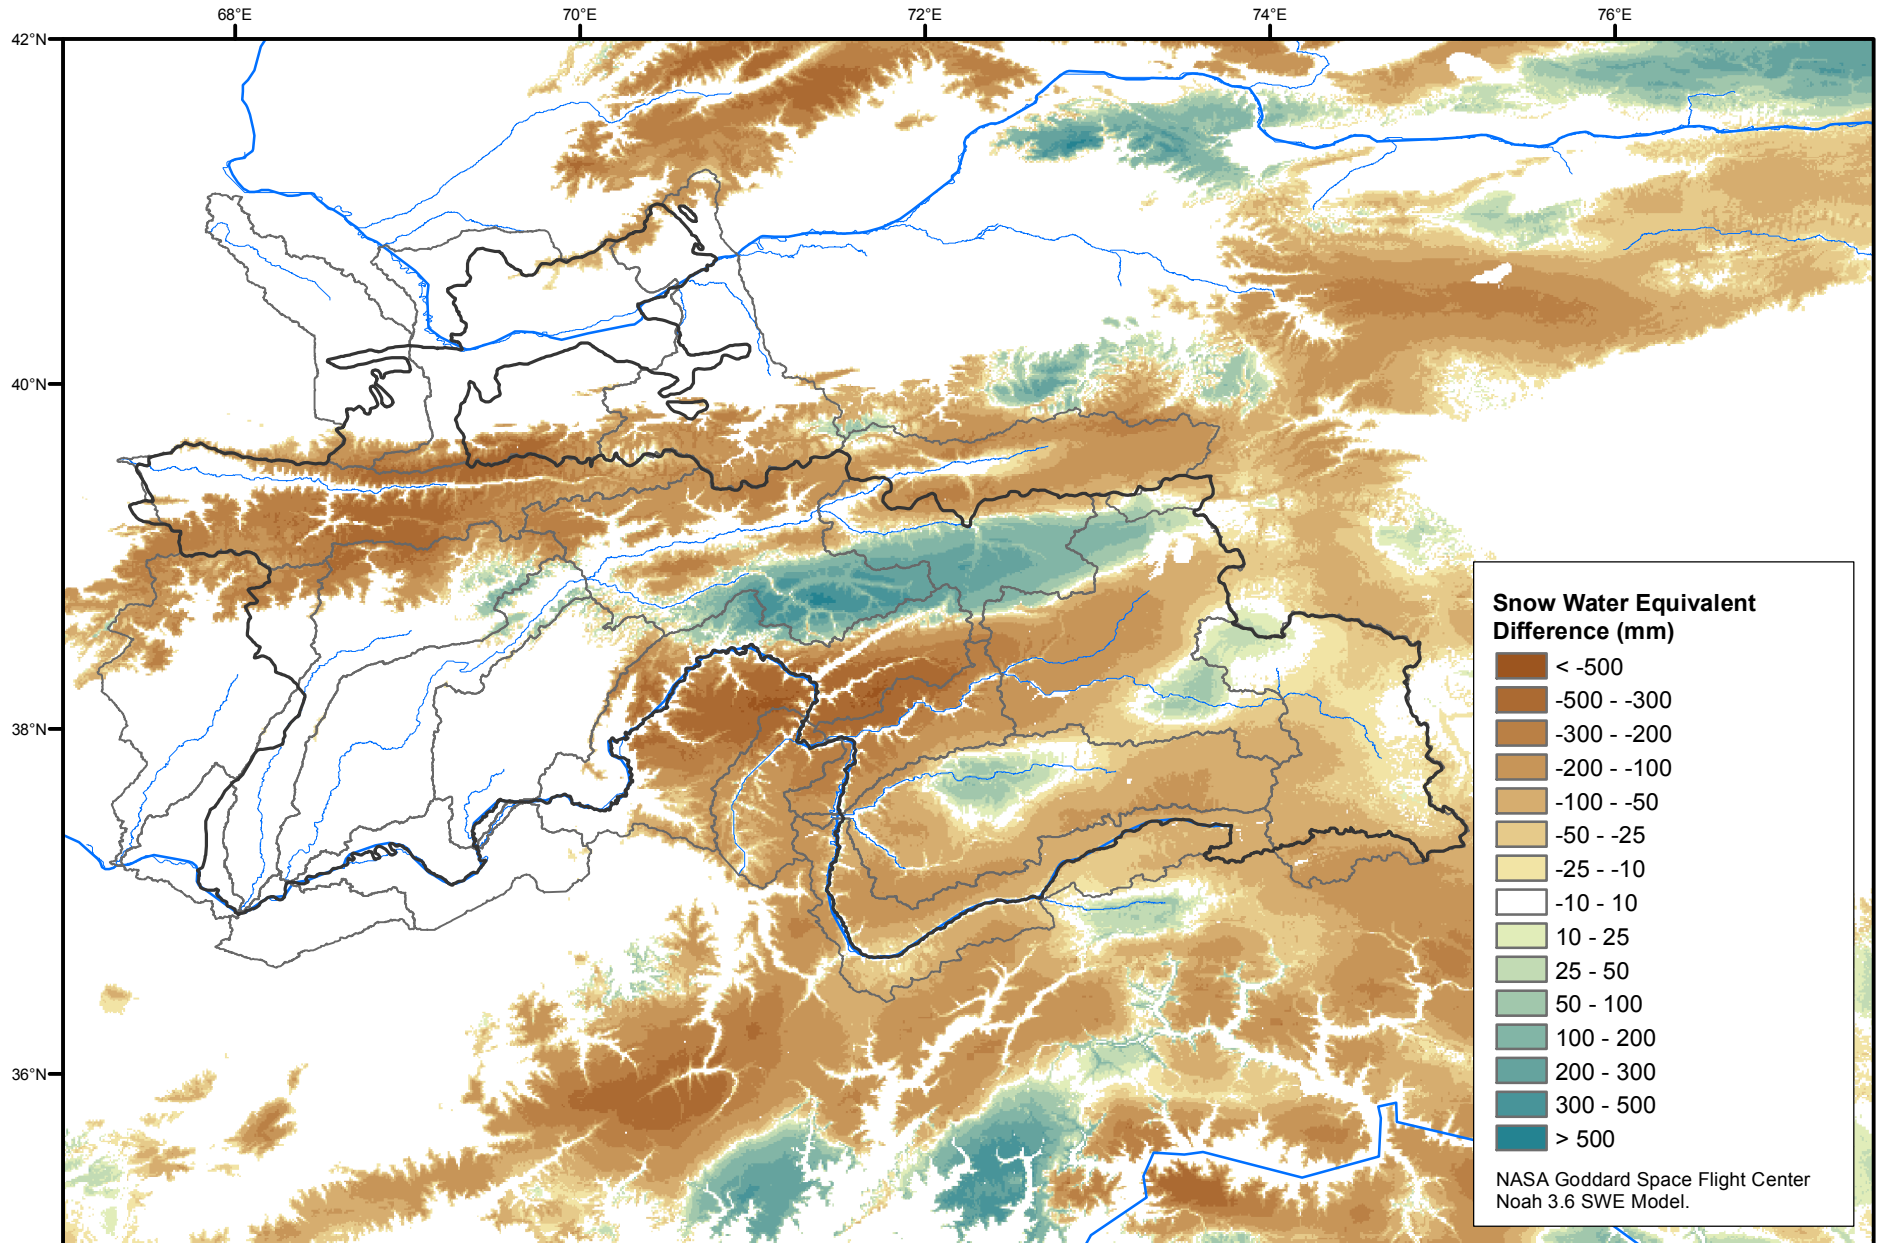 68°E 70°E 72°E 74°E 76°E
42°N
40°N
38°N
36°N
Snow Water Equivalent
Difference (mm)
< -500
-500 - -300
-300 - -200
-200 - -100
-100 - -50
-50 - -25
-25 - -10
-10 - 10
10 - 25
25 - 50
50 - 100
100 - 200
200 - 300
300 - 500
> 500
NASA Goddard Space Flight Center
Noah 3.6 SWE Model.